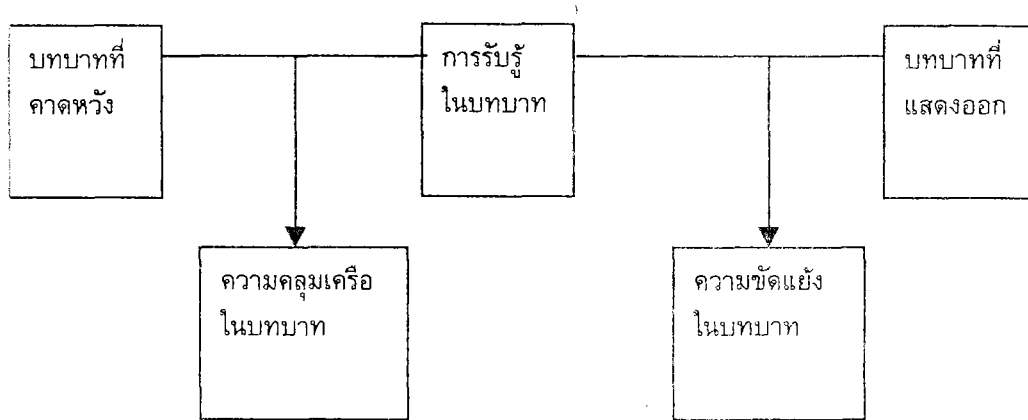 บทบาทที่
คาดหวัง
การรับรู้
ในบทบาท
บทบาทที่
แสดงออก
ความคลุมเครือ
ในบทบาท
ความขัดแย้ง
ในบทบาท